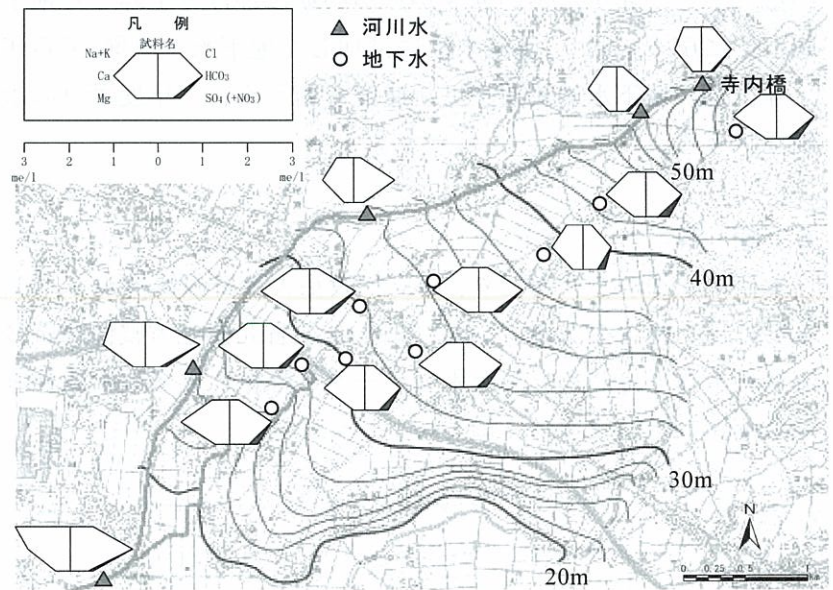 凡 例
試料名
Na+K Cl
Ca HCO₃
Mg SO₄ (+NO₃)
3 2 1 0 1 2 3
me/l me/l
河川水
地下水
寺内橋
50m
40m
30m
20m
N
0 0.25 0.5 1